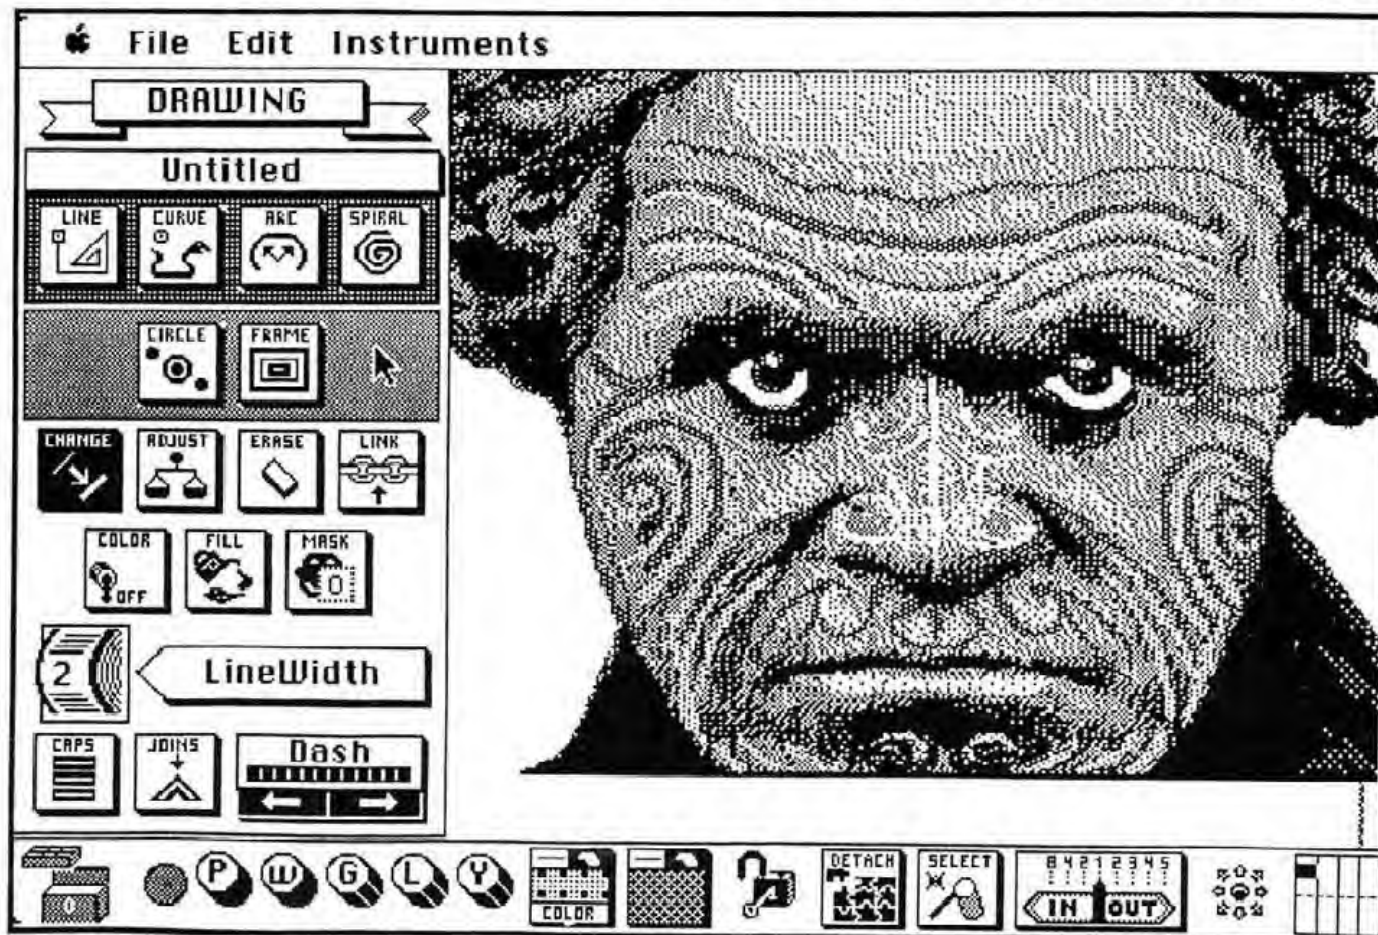 File Edit Instruments
DRAWING
Untitled
LINE CURVE ARC SPIRAL
CIRCLE FRAME
CHANGE ADJUST ERASE LINK
COLOR FILL MASK
OFF 0
2 LineWidth
CAPS JOINS Dash
0 P W G L Y COLOR DETACH SELECT 8 4 2 1 2 3 4 5
IN OUT